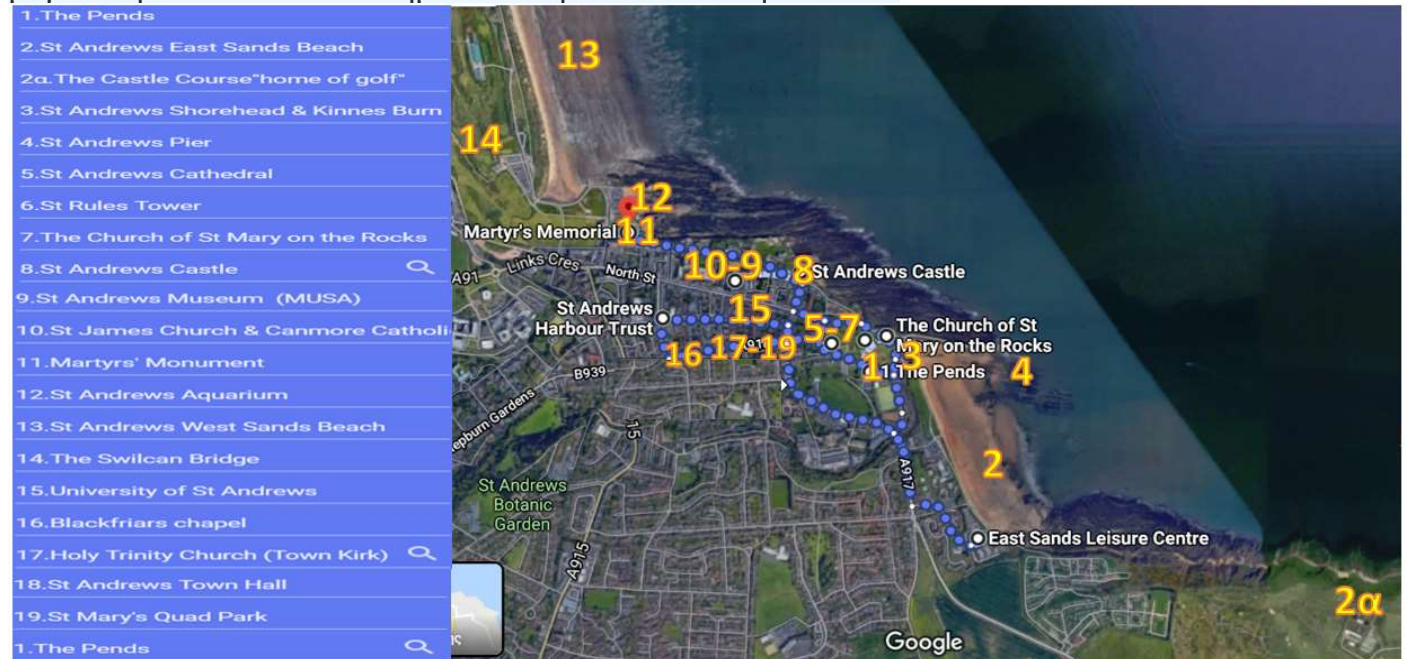 1.The Pends
2.St Andrews East Sands Beach
2α.The Castle Course"home of golf"
3.St Andrews Shorehead & Kinnes Burn
4.St Andrews Pier
5.St Andrews Cathedral
6.St Rules Tower
7.The Church of St Mary on the Rocks
8.St Andrews Castle
9.St Andrews Museum (MUSA)
10.St James Church & Canmore Catholi
11.Martyrs' Monument
12.St Andrews Aquarium
13.St Andrews West Sands Beach
14.The Swilcan Bridge
15.University of St Andrews
16.Blackfriars chapel
17.Holy Trinity Church (Town Kirk)
18.St Andrews Town Hall
19.St Mary's Quad Park
1.The Pends
13
14
12
Martyr's Memorial
11
A91
Links Cres
North St
10-9
8
St Andrews Castle
St Andrews
Harbour Trust
15
5-7
The Church of St
Mary on the Rocks
16
17-19
1
1.The Pends
3
4
B939
Hepburn Gardens
15
2
A917
St Andrews
Botanic
Garden
A915
East Sands Leisure Centre
2α
Google